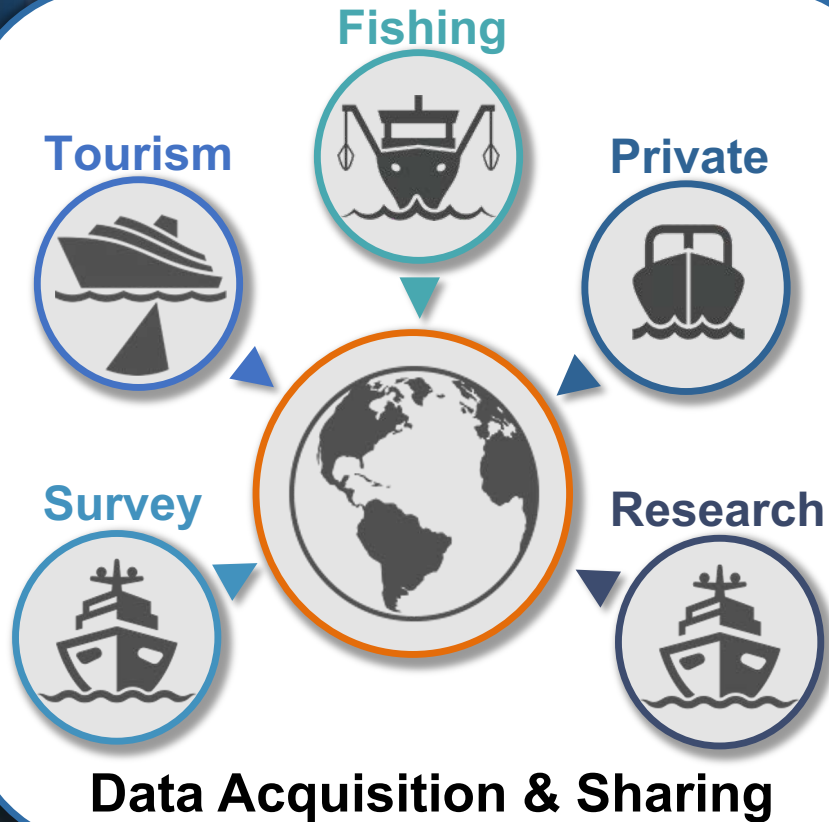 Fishing
Tourism
Private
Survey
Research
Data Acquisition & Sharing